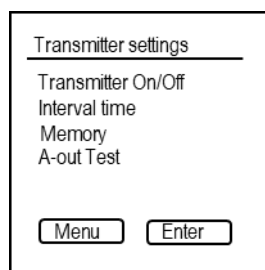 Transmitter settings
Transmitter On/Off
Interval time
Memory
A-out Test
Menu Enter